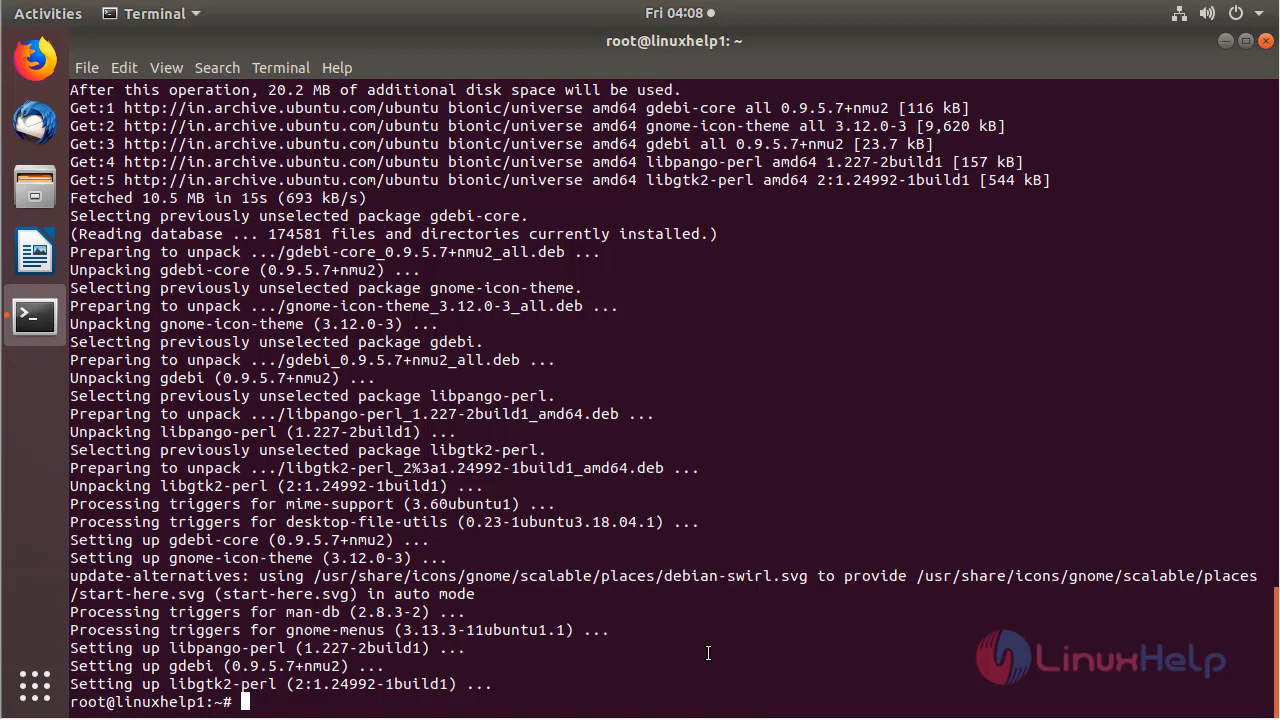 Activities Terminal Fri 04:08
root@linuxhelp1: ~
File Edit View Search Terminal Help
After this operation, 20.2 MB of additional disk space will be used.
Get:1 http://in.archive.ubuntu.com/ubuntu bionic/universe amd64 gdebi-core all 0.9.5.7+nmu2 [116 kB]
Get:2 http://in.archive.ubuntu.com/ubuntu bionic/universe amd64 gnome-icon-theme all 3.12.0-3 [9,620 kB]
Get:3 http://in.archive.ubuntu.com/ubuntu bionic/universe amd64 gdebi all 0.9.5.7+nmu2 [23.7 kB]
Get:4 http://in.archive.ubuntu.com/ubuntu bionic/universe amd64 libpango-perl amd64 1.227-2build1 [157 kB]
Get:5 http://in.archive.ubuntu.com/ubuntu bionic/universe amd64 libgtk2-perl amd64 2:1.24992-1build1 [544 kB]
Fetched 10.5 MB in 15s (693 kB/s)
Selecting previously unselected package gdebi-core.
(Reading database ... 174581 files and directories currently installed.)
Preparing to unpack .../gdebi-core_0.9.5.7+nmu2_all.deb ...
Unpacking gdebi-core (0.9.5.7+nmu2) ...
Selecting previously unselected package gnome-icon-theme.
Preparing to unpack .../gnome-icon-theme_3.12.0-3_all.deb ...
Unpacking gnome-icon-theme (3.12.0-3) ...
Selecting previously unselected package gdebi.
Preparing to unpack .../gdebi_0.9.5.7+nmu2_all.deb ...
Unpacking gdebi (0.9.5.7+nmu2) ...
Selecting previously unselected package libpango-perl.
Preparing to unpack .../libpango-perl_1.227-2build1_amd64.deb ...
Unpacking libpango-perl (1.227-2build1) ...
Selecting previously unselected package libgtk2-perl.
Preparing to unpack .../libgtk2-perl_2%3a1.24992-1build1_amd64.deb ...
Unpacking libgtk2-perl (2:1.24992-1build1) ...
Processing triggers for mime-support (3.60ubuntu1) ...
Processing triggers for desktop-file-utils (0.23-1ubuntu3.18.04.1) ...
Setting up gdebi-core (0.9.5.7+nmu2) ...
Setting up gnome-icon-theme (3.12.0-3) ...
update-alternatives: using /usr/share/icons/gnome/scalable/places/debian-swirl.svg to provide /usr/share/icons/gnome/scalable/places
/start-here.svg (start-here.svg) in auto mode
Processing triggers for man-db (2.8.3-2) ...
Processing triggers for gnome-menus (3.13.3-11ubuntu1.1) ...
Setting up libpango-perl (1.227-2build1) ...
Setting up gdebi (0.9.5.7+nmu2) ...
Setting up libgtk2-perl (2:1.24992-1build1) ...
root@linuxhelp1:~#
LinuxHelp